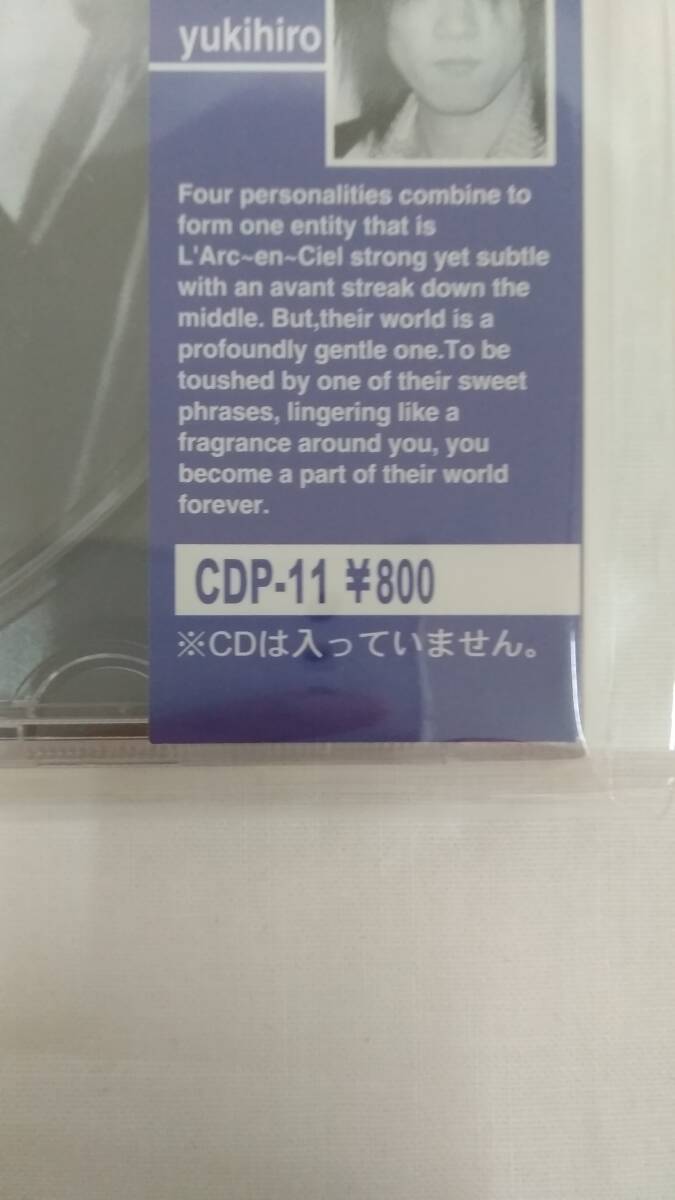 yukihiro
Four personalities combine to
form one entity that is
L'Arc~en~Ciel strong yet subtle
with an avant streak down the
middle. But,their world is a
profoundly gentle one.To be
toushed by one of their sweet
phrases, lingering like a
fragrance around you, you
become a part of their world
forever.
CDP-11 ¥800
※CDは入っていません。